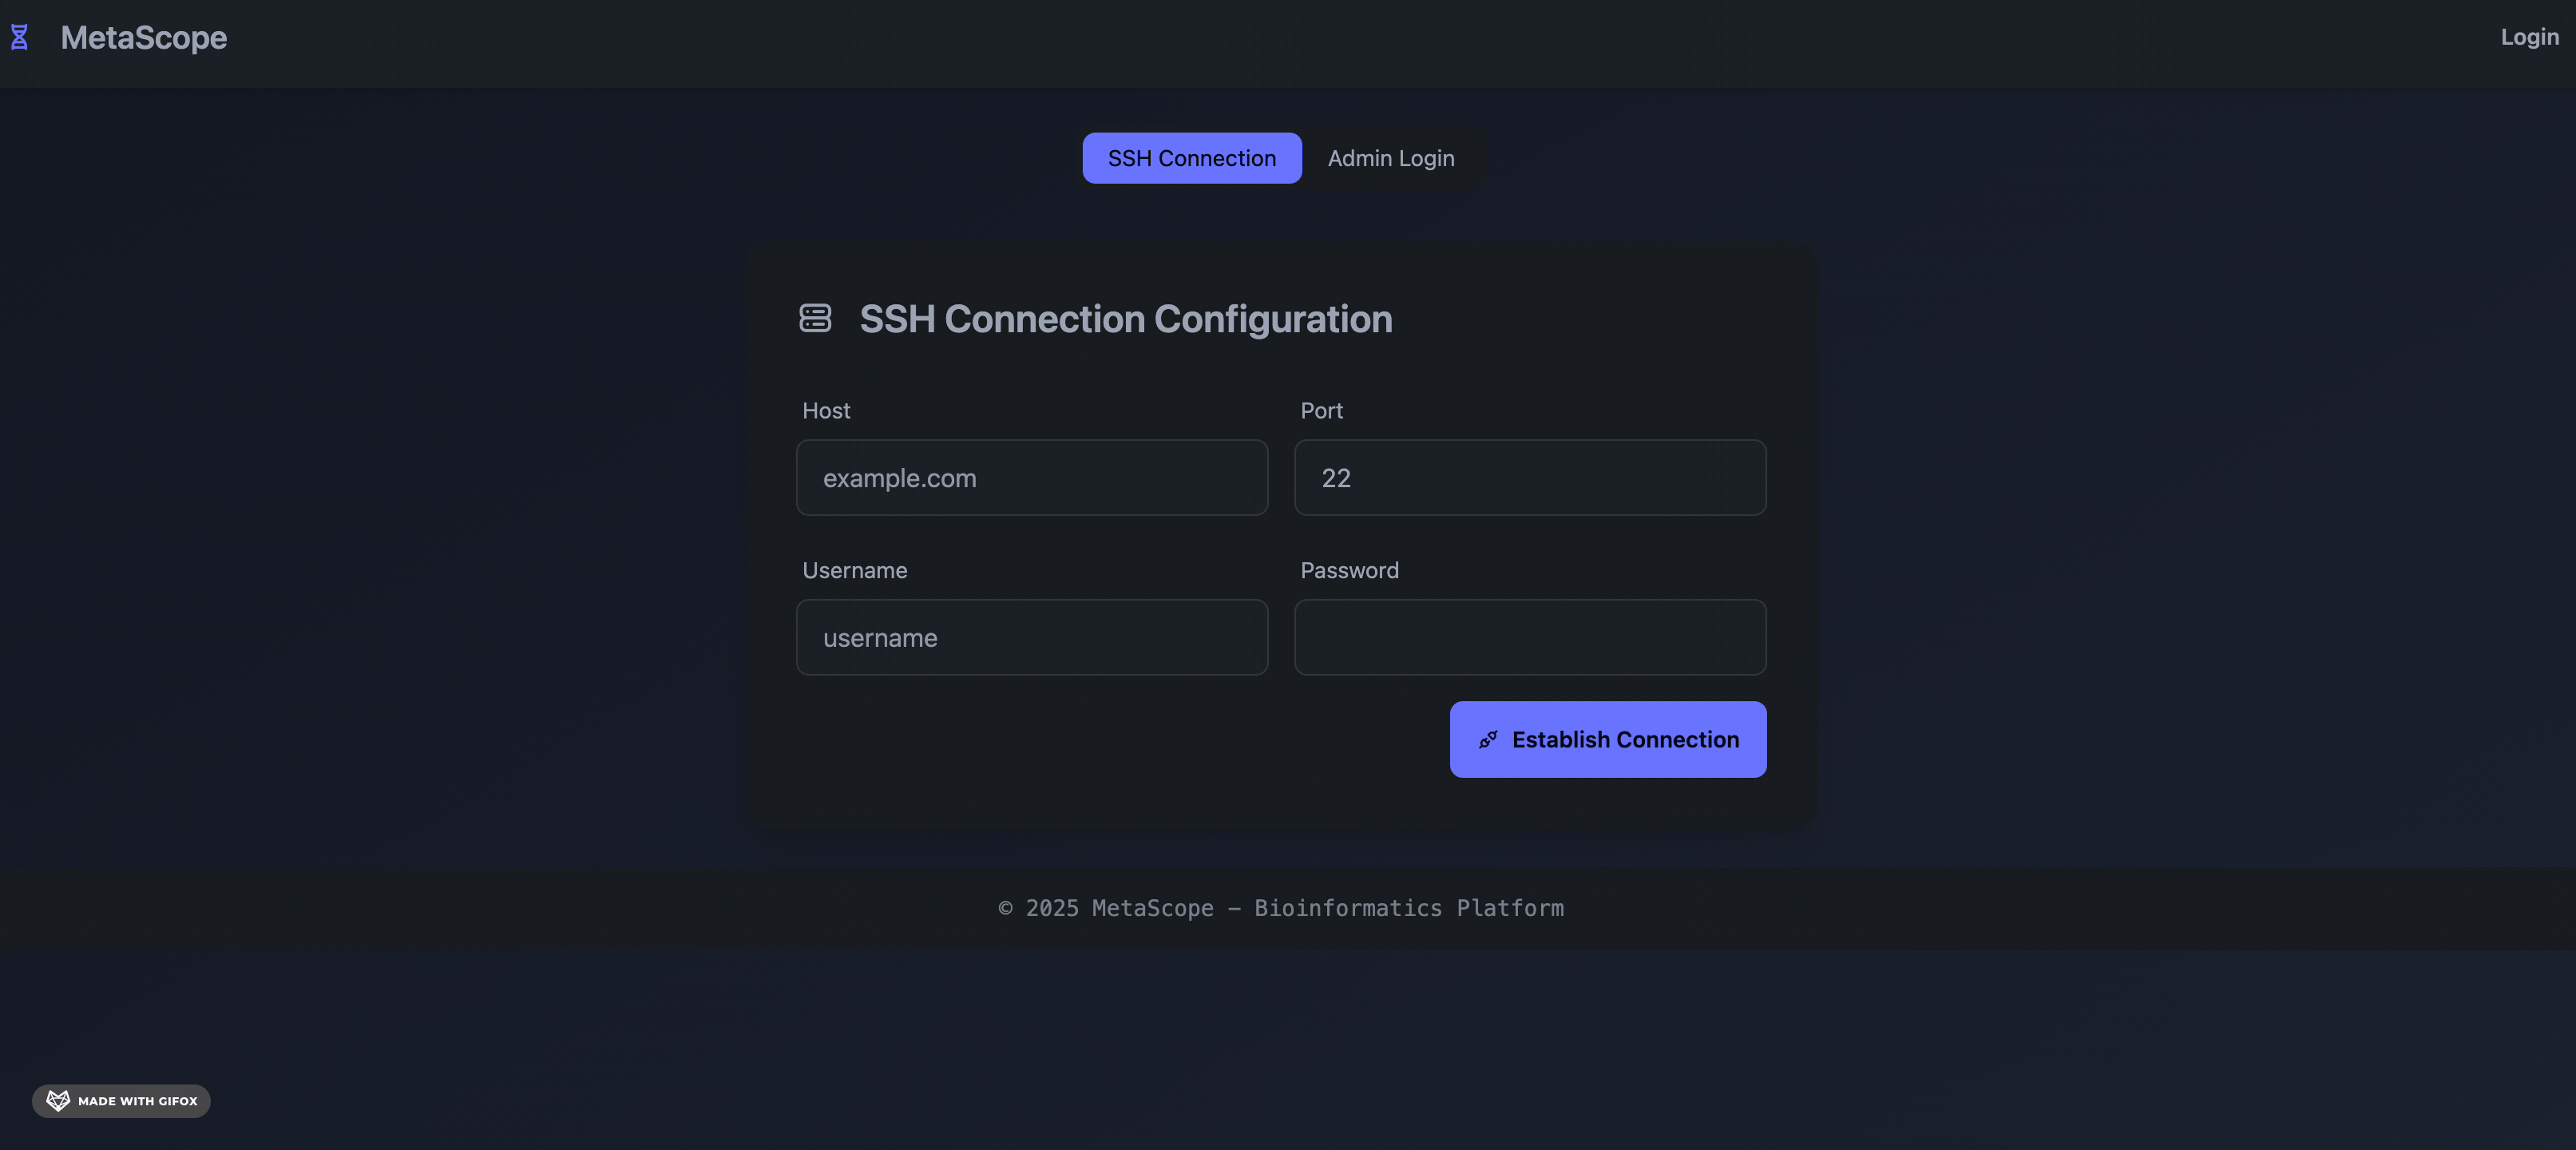 MetaScope
Login
SSH Connection
Admin Login
SSH Connection Configuration
Host
Port
example.com
22
Username
Password
username
Establish Connection
© 2025 MetaScope – Bioinformatics Platform
MADE WITH GIFOX